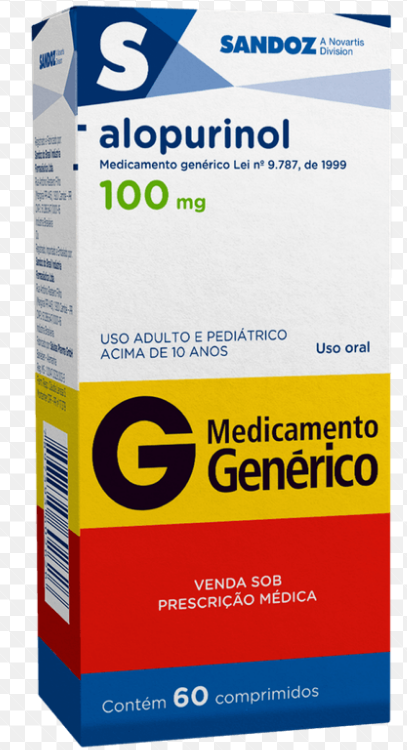 S
SANDOZ A Novartis
Division
SANDOZ
alopurinol
Medicamento genérico Lei nº 9.787, de 1999
100 mg
USO ADULTO E PEDIÁTRICO
ACIMA DE 10 ANOS
Uso oral
G Medicamento
Genérico
VENDA SOB
PRESCRIÇÃO MÉDICA
Contém 60 comprimidos